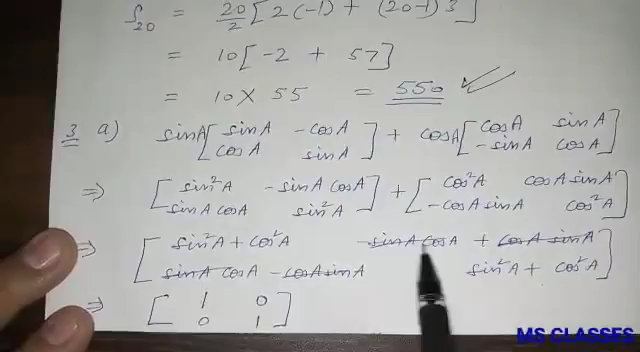 S₂₀ = 20/2 [2(-1) + (20-1)3]
= 10[-2 + 57]
= 10 × 55 = 550
3 a) sinA [sinA -cosA; cosA sinA] + cosA [cosA sinA; -sinA cosA]
⇒ [sin²A -sinA cosA; sinA cosA sin²A] + [cos²A cosA sinA; -cosA sinA cos²A]
⇒ [sin²A + cos²A -sinA cosA + cosA sinA; sinA cosA - cosA sinA sin²A + cos²A]
⇒ [1 0; 0 1]
MS CLASSES